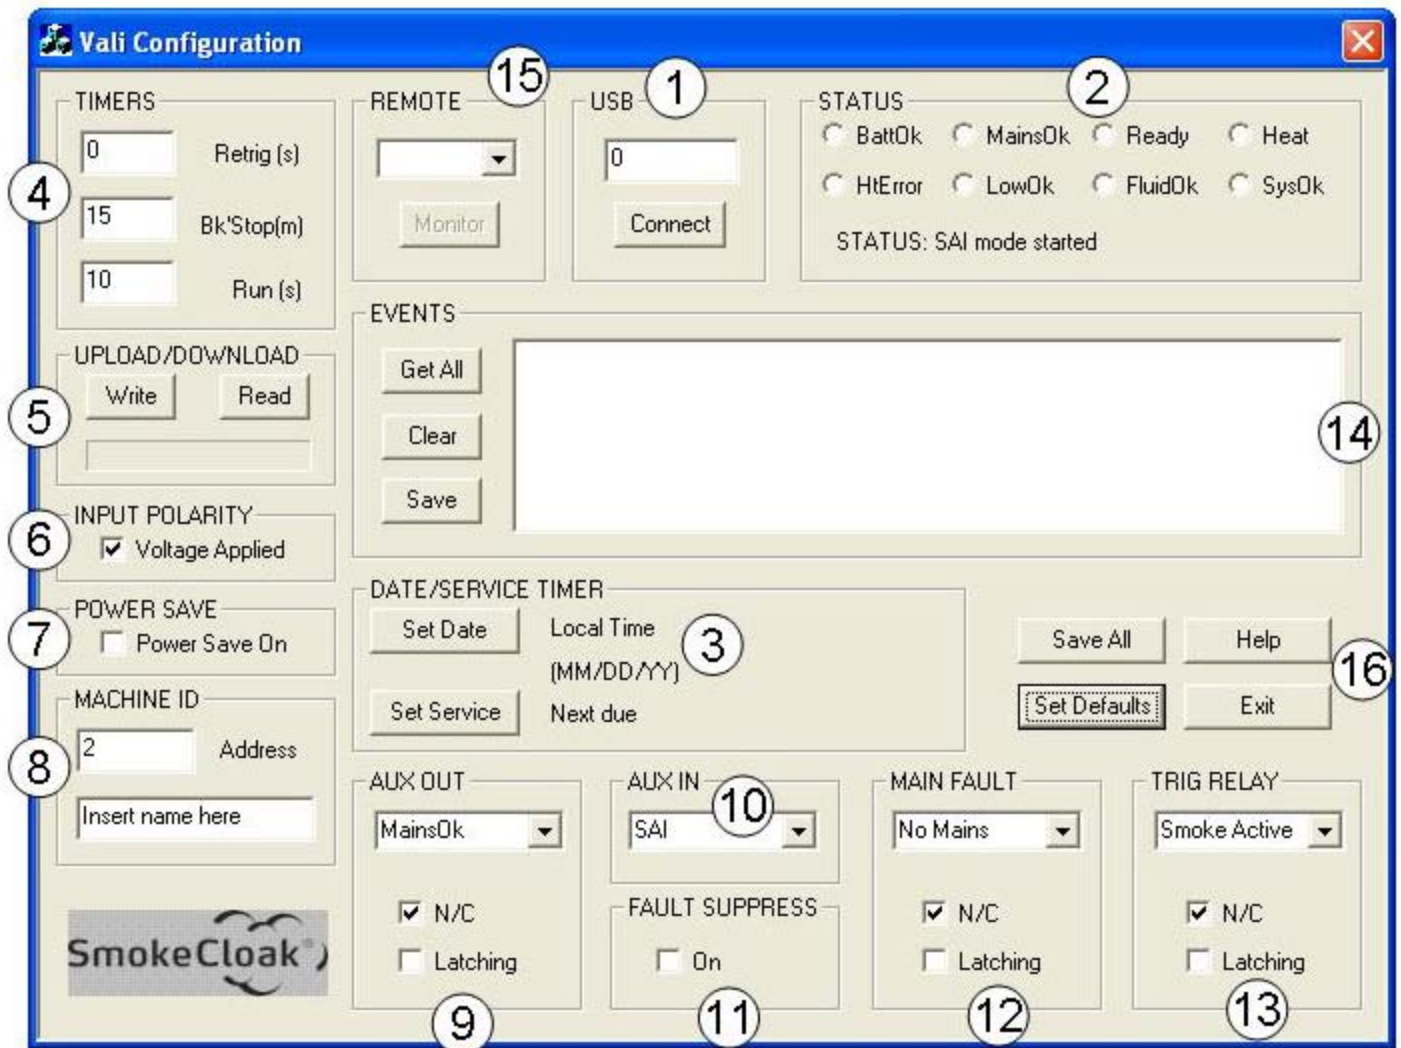 Vali Configuration
15
1
2
TIMERS
0
Retrig (s)
4
15
Bk'Stop(m)
10
Run (s)
REMOTE
Monitor
USB
0
Connect
STATUS
BattOk
MainsOk
Ready
Heat
HtError
LowOk
FluidOk
SysOk
STATUS: SAI mode started
UPLOAD/DOWNLOAD
Write
Read
5
EVENTS
Get All
Clear
Save
14
INPUT POLARITY
6
Voltage Applied
POWER SAVE
7
Power Save On
DATE/SERVICE TIMER
Set Date
Local Time
3
(MM/DD/YY)
Set Service
Next due
Save All
Help
16
Set Defaults
Exit
MACHINE ID
8
2
Address
Insert name here
SmokeCloak®
AUX OUT
MainsOk
N/C
Latching
9
AUX IN
10
SAI
FAULT SUPPRESS
On
11
MAIN FAULT
No Mains
N/C
Latching
12
TRIG RELAY
Smoke Active
N/C
Latching
13